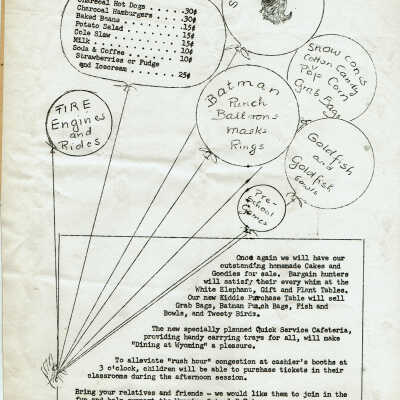 Charcoal Hot Dogs . . . . .30¢
Charcoal Hamburgers . . . .30¢
Baked Beans . . . . .15¢
Potato Salad . . . . 15¢
Cole Slaw . . . . 15¢
Milk . . . . . 10¢
Soda & Coffee . . . . 10¢
Strawberries or Fudge
and Icecream . . . . . 25¢
Snow cones
Cotton Candy
Pop Corn
Grab Bags
Batman
Punch
Balloons
Masks
Rings
FIRE
Engines
and
Rides
Goldfish
and
Goldfish
Bowls
Pre-
School
Games
Once again we will have our
outstanding homemade Cakes and
Goodies for sale. Bargain hunters
will satisfy their every whim at the
White Elephant, Gift and Plant Tables.
Our new Kiddie Purchase Table will sell
Grab Bags, Batman Punch Bags, Fish and
Bowls, and Tweety Birds.
The new specially planned Quick Service Cafeteria,
providing handy carrying trays for all, will make
"Dining at Wyoming" a pleasure.
To alleviate "rush hour" congestion at cashier's booths at
3 o'clock, children will be able to purchase tickets in their
classrooms during the afternoon session.
Bring your relatives and friends - we would like them to join in the